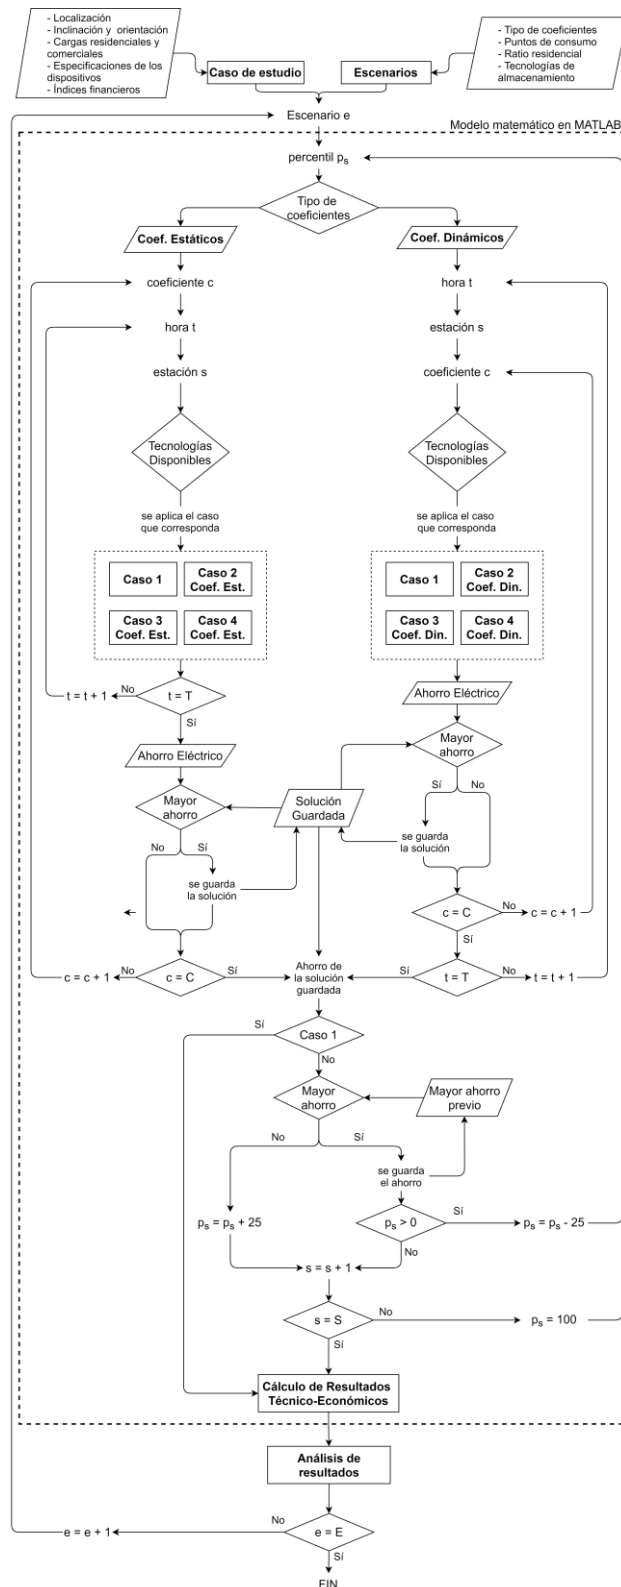 - Localización
- Inclinación y orientación
- Cargas residenciales y
comerciales
- Especificaciones de los
dispositivos
- Índices financieros
Caso de estudio
Escenarios
- Tipo de coeficientes
- Puntos de consumo
- Ratio residencial
- Tecnologías de
almacenamiento
Escenario e
Modelo matemático en MATLAB
percentil ps
Tipo de
coeficientes
Coef. Estáticos
Coef. Dinámicos
coeficiente c
hora t
hora t
estación s
estación s
coeficiente c
Tecnologías
Disponibles
Tecnologías
Disponibles
se aplica el caso
que corresponda
se aplica el caso
que corresponda
Caso 1
Caso 2
Coef. Est.
Caso 3
Coef. Est.
Caso 4
Coef. Est.
Caso 1
Caso 2
Coef. Din.
Caso 3
Coef. Din.
Caso 4
Coef. Din.
t = t + 1
No
t = T
Sí
Ahorro Eléctrico
Ahorro Eléctrico
Mayor
ahorro
Mayor
ahorro
Solución
Guardada
Sí
No
se guarda
la solución
No
Sí
se guarda
la solución
c = C
No
c = c + 1
Sí
c = c + 1
No
c = C
Sí
Ahorro de
la solución
guardada
Sí
t = T
No
t = t + 1
Sí
Caso 1
No
Mayor
ahorro
Mayor ahorro
previo
No
Sí
se guarda
el ahorro
ps = ps + 25
ps > 0
Sí
ps = ps - 25
No
s = s + 1
s = S
No
ps = 100
Sí
Cálculo de Resultados
Técnico-Económicos
Análisis de
resultados
e = e + 1
No
e = E
Sí
FIN